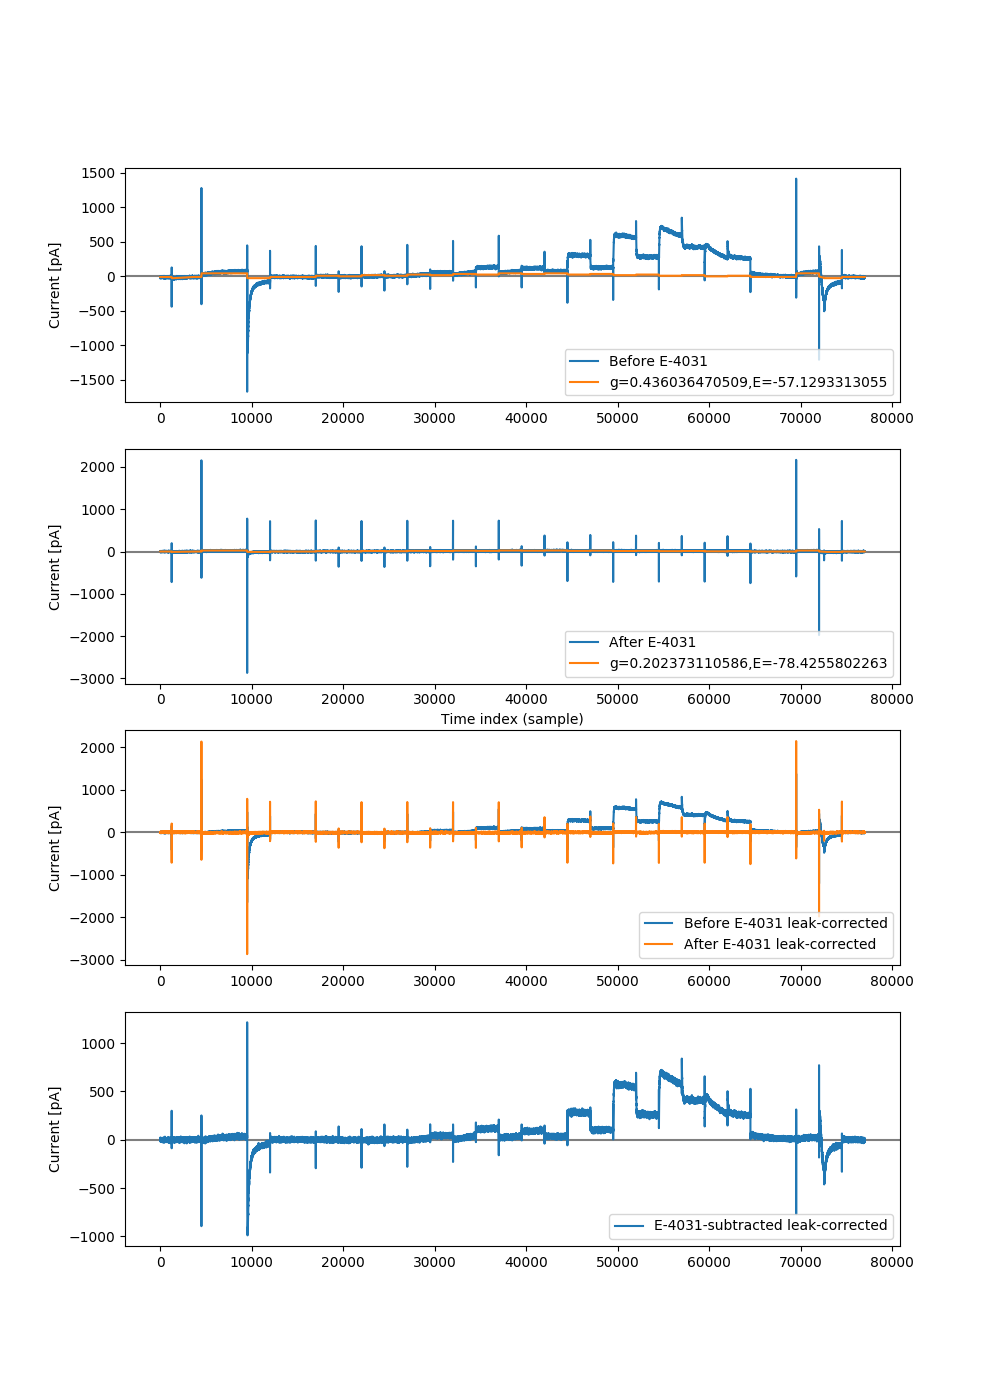 1500
1000
500
0
−500
−1000
−1500
Current [pA]
Before E-4031
g=0.436036470509,E=-57.1293313055
0 10000 20000 30000 40000 50000 60000 70000 80000
2000
1000
0
−1000
−2000
−3000
Current [pA]
After E-4031
g=0.202373110586,E=-78.4255802263
0 10000 20000 30000 40000 50000 60000 70000 80000
Time index (sample)
2000
1000
0
−1000
−2000
−3000
Current [pA]
Before E-4031 leak-corrected
After E-4031 leak-corrected
0 10000 20000 30000 40000 50000 60000 70000 80000
1000
500
0
−500
−1000
Current [pA]
E-4031-subtracted leak-corrected
0 10000 20000 30000 40000 50000 60000 70000 80000